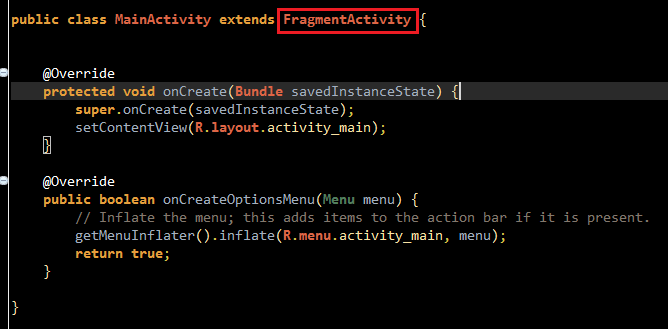 public class MainActivity extends FragmentActivity {
@Override
protected void onCreate(Bundle savedInstanceState) {
super.onCreate(savedInstanceState);
setContentView(R.layout.activity_main);
}
@Override
public boolean onCreateOptionsMenu(Menu menu) {
// Inflate the menu; this adds items to the action bar if it is present.
getMenuInflater().inflate(R.menu.activity_main, menu);
return true;
}
}